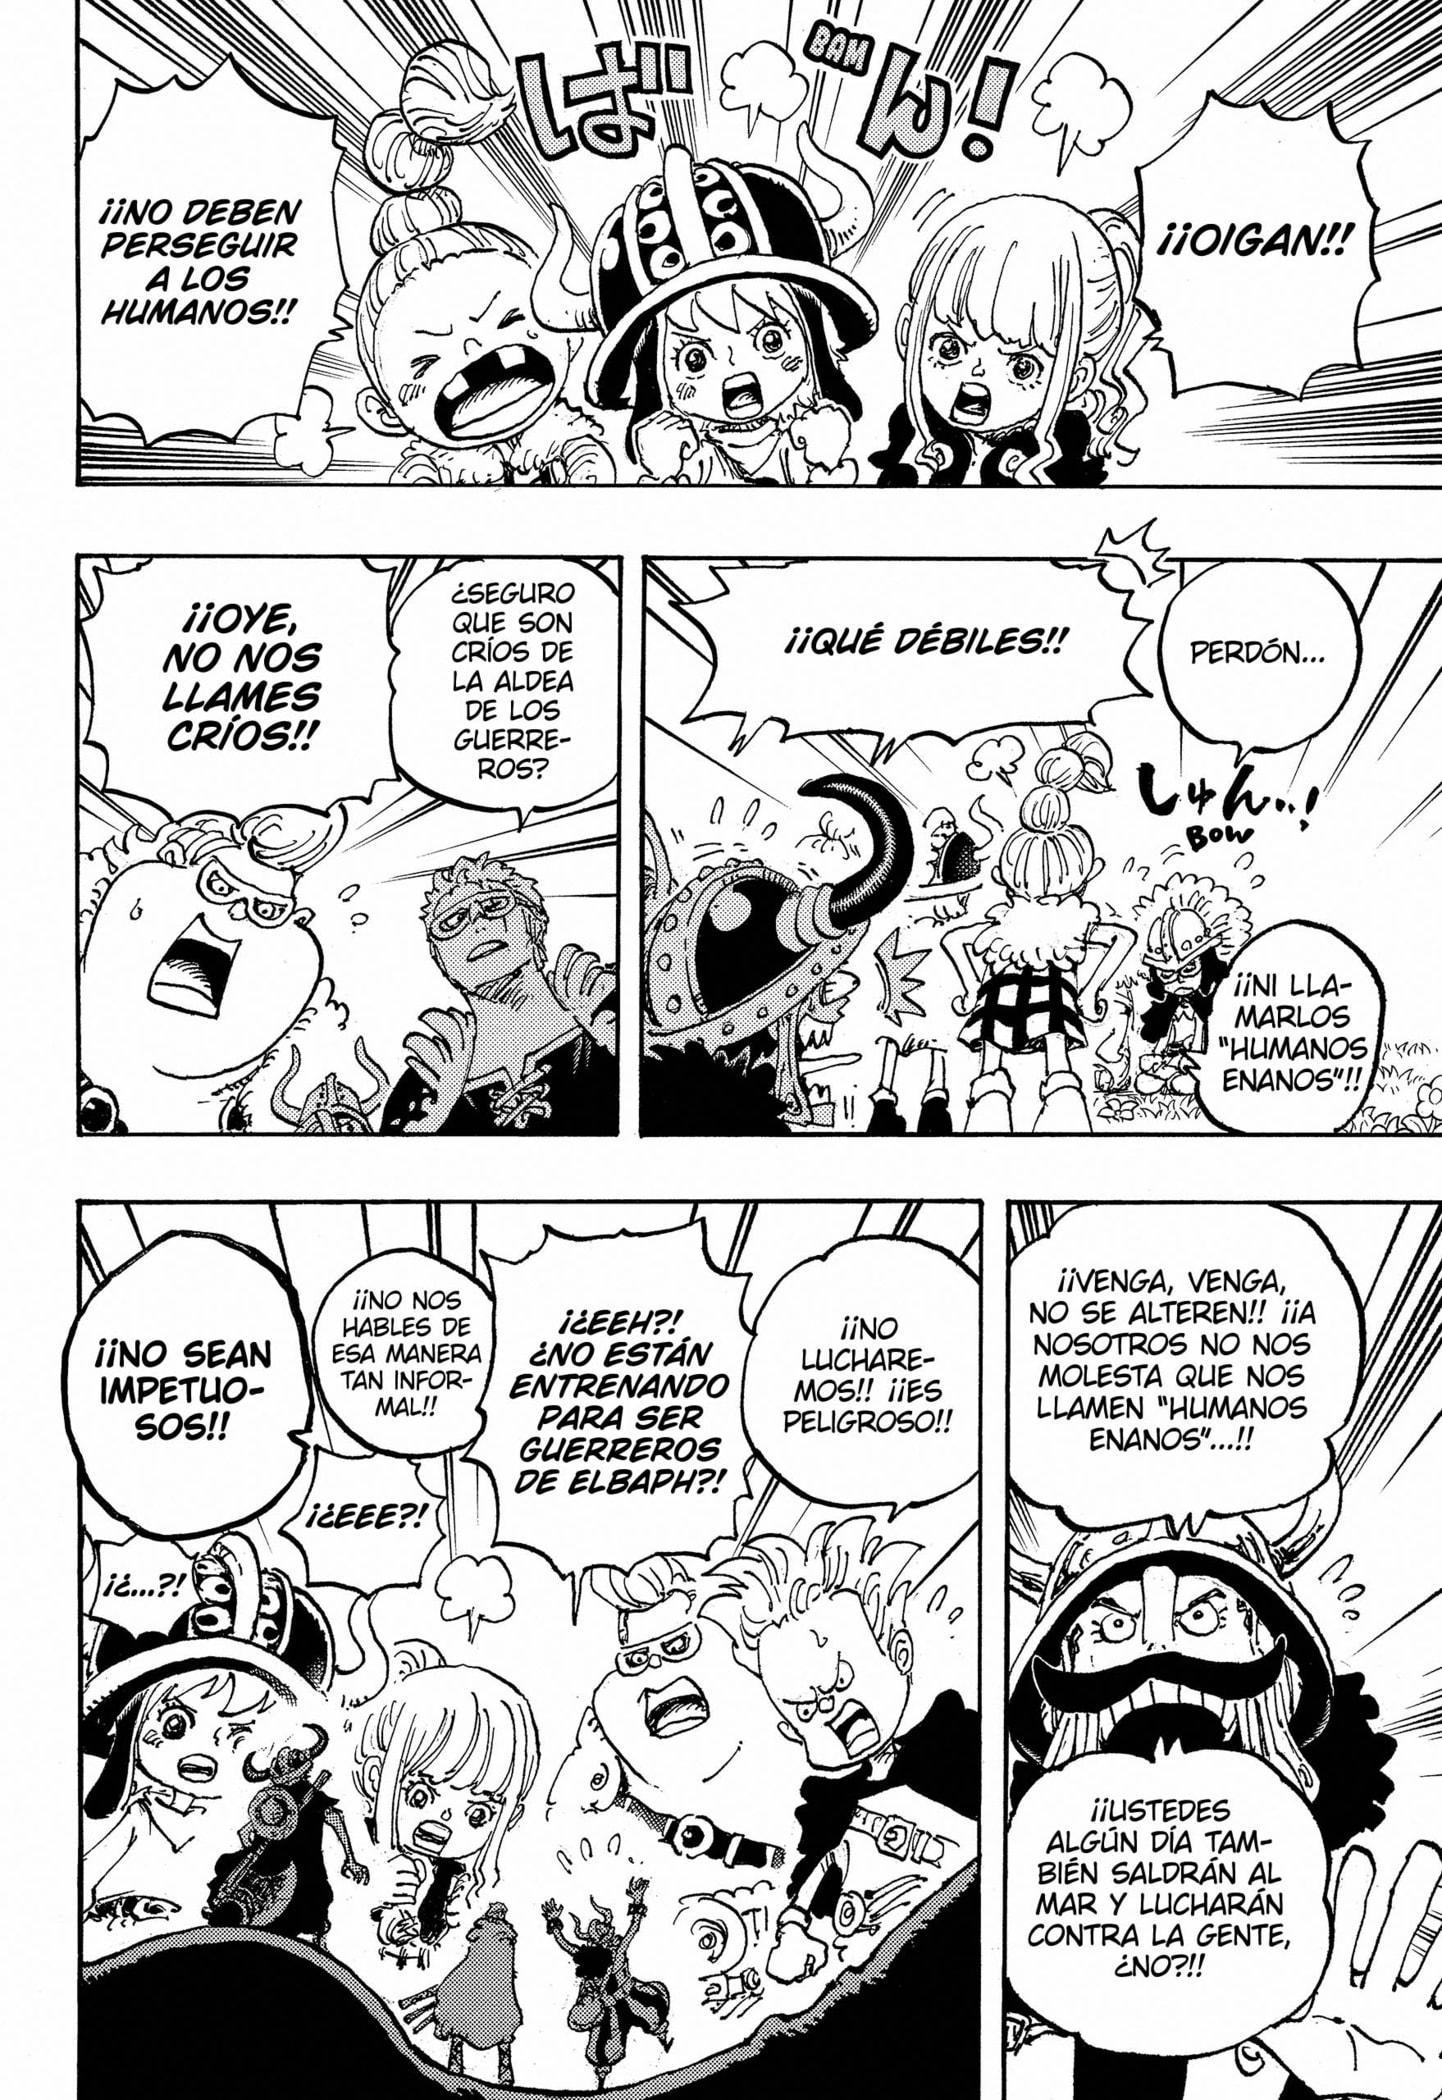 ばん!
BAM
¡¡OIGAN!!
¡¡NO DEBEN
PERSEGUIR
A LOS
HUMANOS!!
PERDÓN...
しゅん...!
BOW
¡¡QUÉ DÉBILES!!
¡¡NI LLA-
MARLOS
"HUMANOS
ENANOS"!!
¿SEGURO
QUE SON
CRÍOS DE
LA ALDEA
DE LOS
GUERRE-
ROS?
¡¡OYE,
NO NOS
LLAMES
CRÍOS!!
¡¡VENGA, VENGA,
NO SE ALTEREN!! ¡¡A
NOSOTROS NO NOS
MOLESTA QUE NOS
LLAMEN "HUMANOS
ENANOS"...!!
¡¡USTEDES
ALGÚN DÍA TAM-
BIÉN SALDRÁN AL
MAR Y LUCHARÁN
CONTRA LA GENTE,
¿NO?!!
¡¡NO
LUCHARE-
MOS!! ¡¡ES
PELIGROSO!!
¡¿EEH?!
¿NO ESTÁN
ENTRENANDO
PARA SER
GUERREROS
DE ELBAPH?!
¡¡NO NOS
HABLES DE
ESA MANERA
TAN INFOR-
MAL!!
¡¿EEE?!
¡¡NO SEAN
IMPETUO-
SOS!!
¡¿...?!